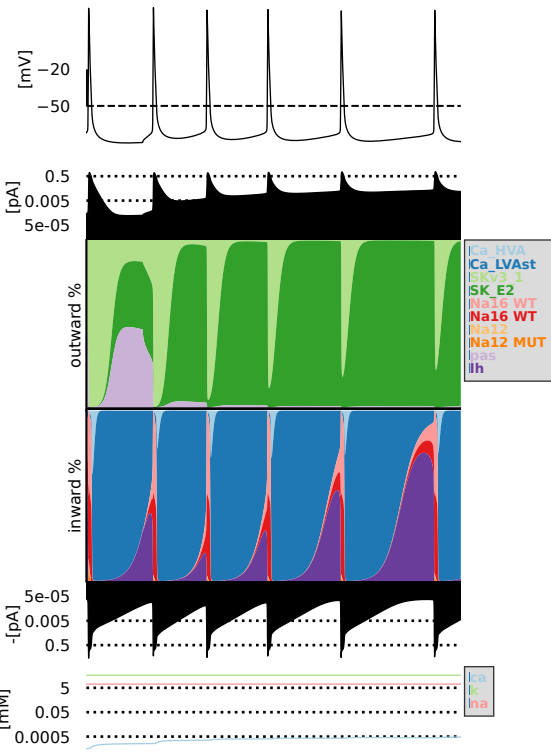 [mV]
−20
−50
[pA]
0.5
0.005
5e-05
outward %
Ca_HVA
Ca_LVAst
SKv3_1
SK_E2
Na16 WT
Na16 WT
Na12
Na12 MUT
pas
Ih
inward %
-[pA]
5e-05
0.005
0.5
[mM]
5
0.05
0.0005
ca
k
na